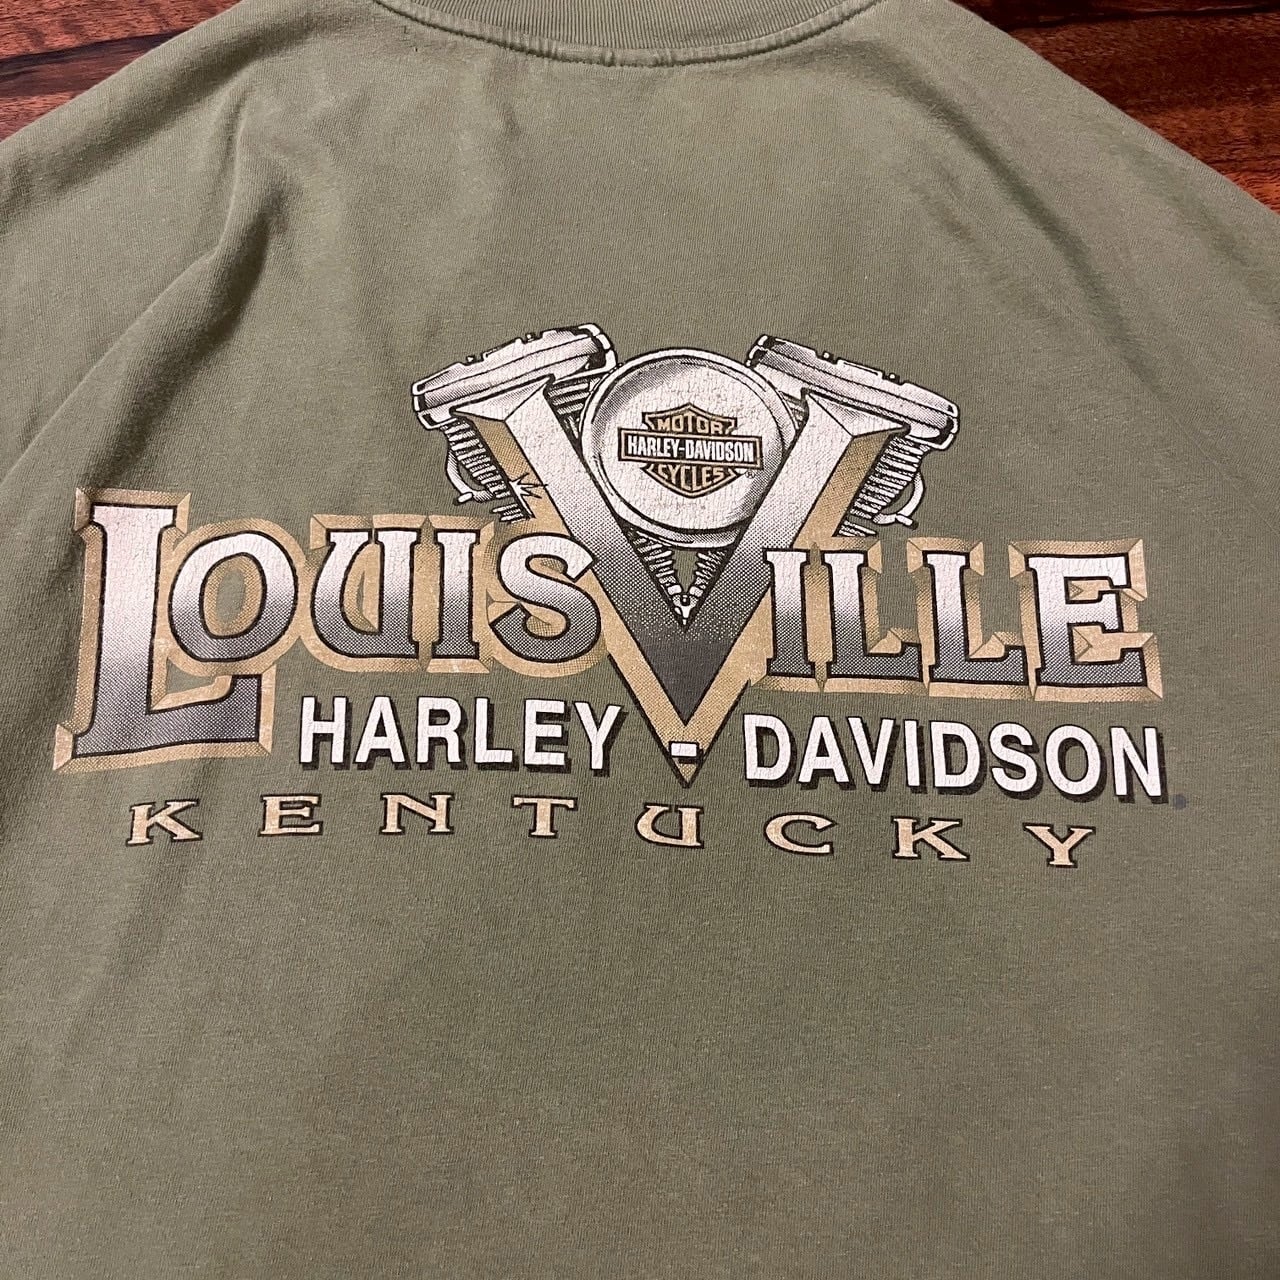 MOTOR
HARLEY-DAVIDSON
CYCLES
®
LOUISVILLE
HARLEY-DAVIDSON
KENTUCKY